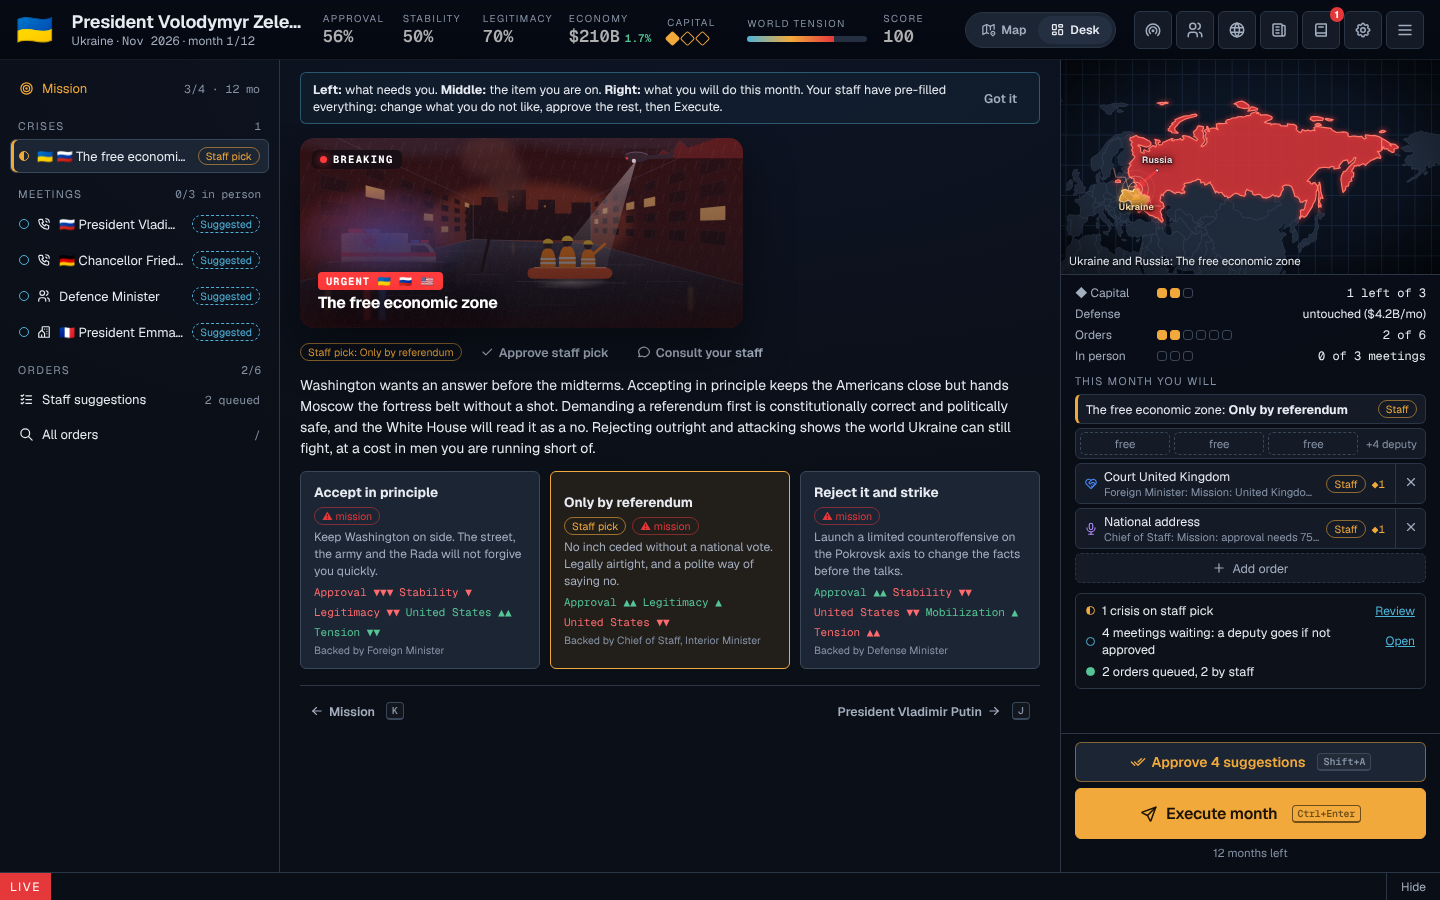 President Volodymyr Zele...
Ukraine · Nov 2026 · month 1/12
APPROVAL
56%
STABILITY
50%
LEGITIMACY
70%
ECONOMY
$210B 1.7%
CAPITAL
WORLD TENSION
SCORE
100
Map
Desk
1
Mission
3/4 · 12 mo
CRISES
1
The free economi...
Staff pick
MEETINGS
0/3 in person
President Vladi...
Suggested
Chancellor Fried...
Suggested
Defence Minister
Suggested
President Emma...
Suggested
ORDERS
2/6
Staff suggestions
2 queued
All orders
/
Left: what needs you. Middle: the item you are on. Right: what you will do this month. Your staff have pre-filled
everything: change what you do not like, approve the rest, then Execute.
Got it
BREAKING
URGENT
The free economic zone
Staff pick: Only by referendum
Approve staff pick
Consult your staff
Washington wants an answer before the midterms. Accepting in principle keeps the Americans close but hands
Moscow the fortress belt without a shot. Demanding a referendum first is constitutionally correct and politically
safe, and the White House will read it as a no. Rejecting outright and attacking shows the world Ukraine can still
fight, at a cost in men you are running short of.
Accept in principle
mission
Keep Washington on side. The street,
the army and the Rada will not forgive
you quickly.
Approval ▼▼▼ Stability ▼
Legitimacy ▼▼ United States ▲▲
Tension ▼▼
Backed by Foreign Minister
Only by referendum
Staff pick
mission
No inch ceded without a national vote.
Legally airtight, and a polite way of
saying no.
Approval ▲▲ Legitimacy ▲
United States ▼▼
Backed by Chief of Staff, Interior Minister
Reject it and strike
mission
Launch a limited counteroffensive on
the Pokrovsk axis to change the facts
before the talks.
Approval ▲▲ Stability ▼▼
United States ▼▼ Mobilization ▲
Tension ▲▲
Backed by Defense Minister
← Mission K
President Vladimir Putin → J
Russia
Ukraine
Ukraine and Russia: The free economic zone
Capital
1 left of 3
Defense
untouched ($4.2B/mo)
Orders
2 of 6
In person
0 of 3 meetings
THIS MONTH YOU WILL
The free economic zone: Only by referendum
Staff
free
free
free
+4 deputy
Court United Kingdom
Foreign Minister: Mission: United Kingdo...
Staff
◆1
National address
Chief of Staff: Mission: approval needs 75...
Staff
◆1
+ Add order
1 crisis on staff pick
Review
4 meetings waiting: a deputy goes if not
approved
Open
2 orders queued, 2 by staff
Approve 4 suggestions Shift+A
Execute month Ctrl+Enter
12 months left
LIVE
Hide